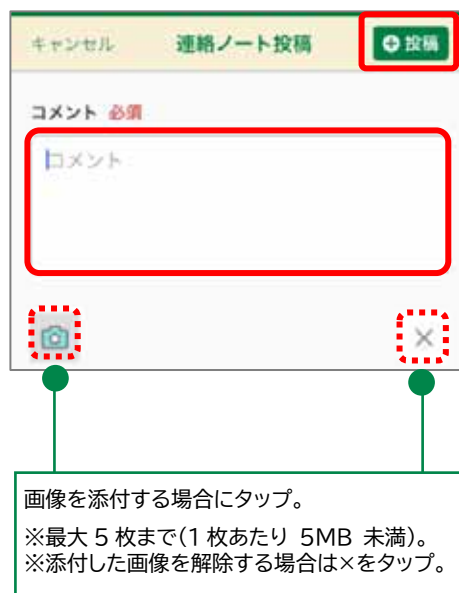 キャンセル 連絡ノート投稿 投稿
コメント 必須
コメント
画像を添付する場合にタップ。
※最大 5 枚まで(1 枚あたり 5MB 未満)。
※添付した画像を解除する場合は×をタップ。